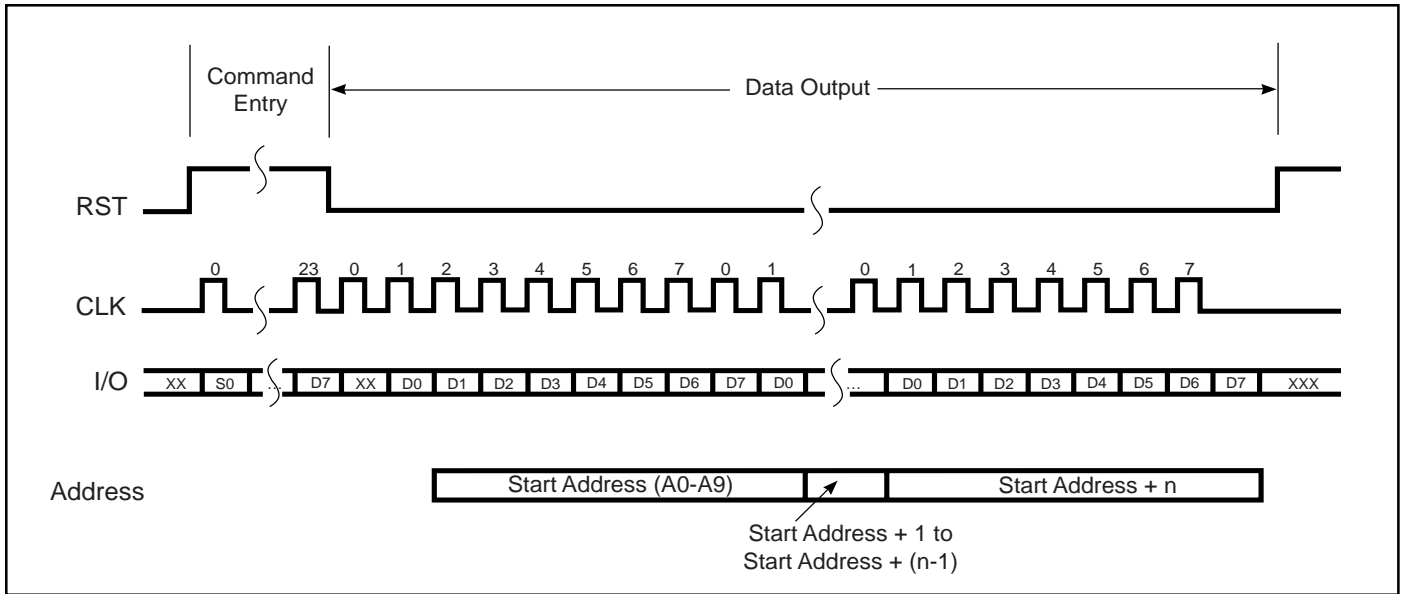 Command
Entry
Data Output
RST
0 23 0 1 2 3 4 5 6 7 0 1 0 1 2 3 4 5 6 7
CLK
I/O XX S0 ... D7 XX D0 D1 D2 D3 D4 D5 D6 D7 D0 ... D0 D1 D2 D3 D4 D5 D6 D7 XXX
Address Start Address (A0-A9) Start Address + n
Start Address + 1 to
Start Address + (n-1)